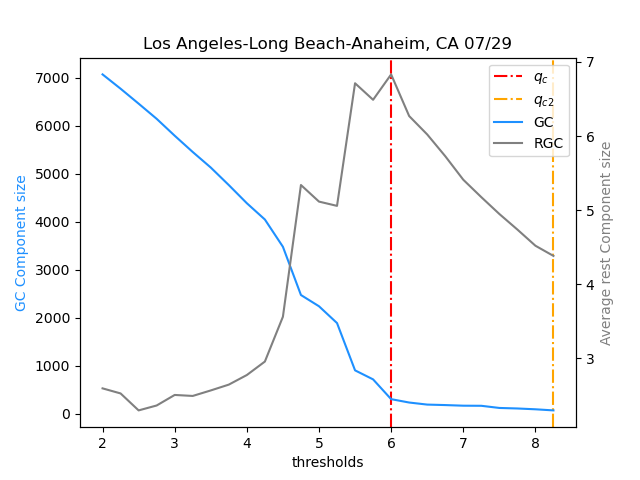 Los Angeles-Long Beach-Anaheim, CA 07/29
GC Component size
7000
6000
5000
4000
3000
2000
1000
0
2
3
4
5
6
7
8
thresholds
7
6
5
4
3
Average rest Component size
q_c
q_c2
GC
RGC